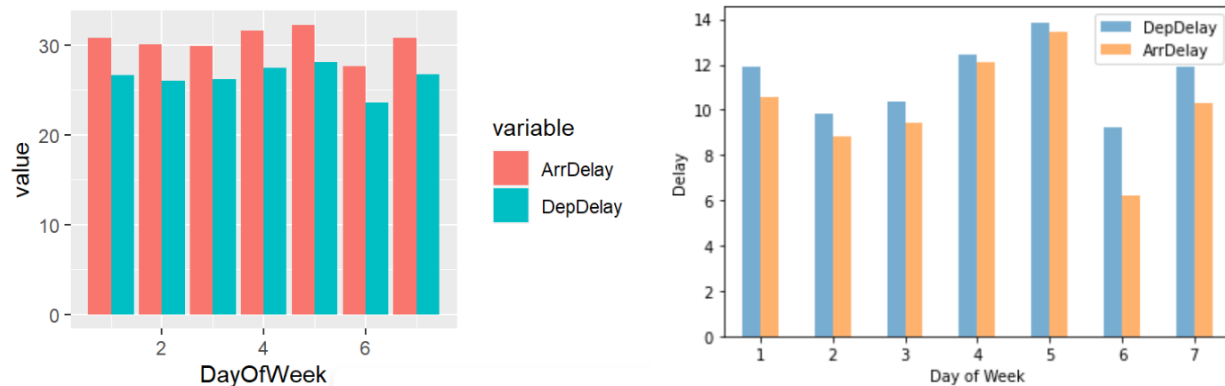 30
20
10
0
value
2 4 6
DayOfWeek
variable
ArrDelay
DepDelay
14
12
10
8
6
4
2
0
Delay
DepDelay
ArrDelay
1 2 3 4 5 6 7
Day of Week